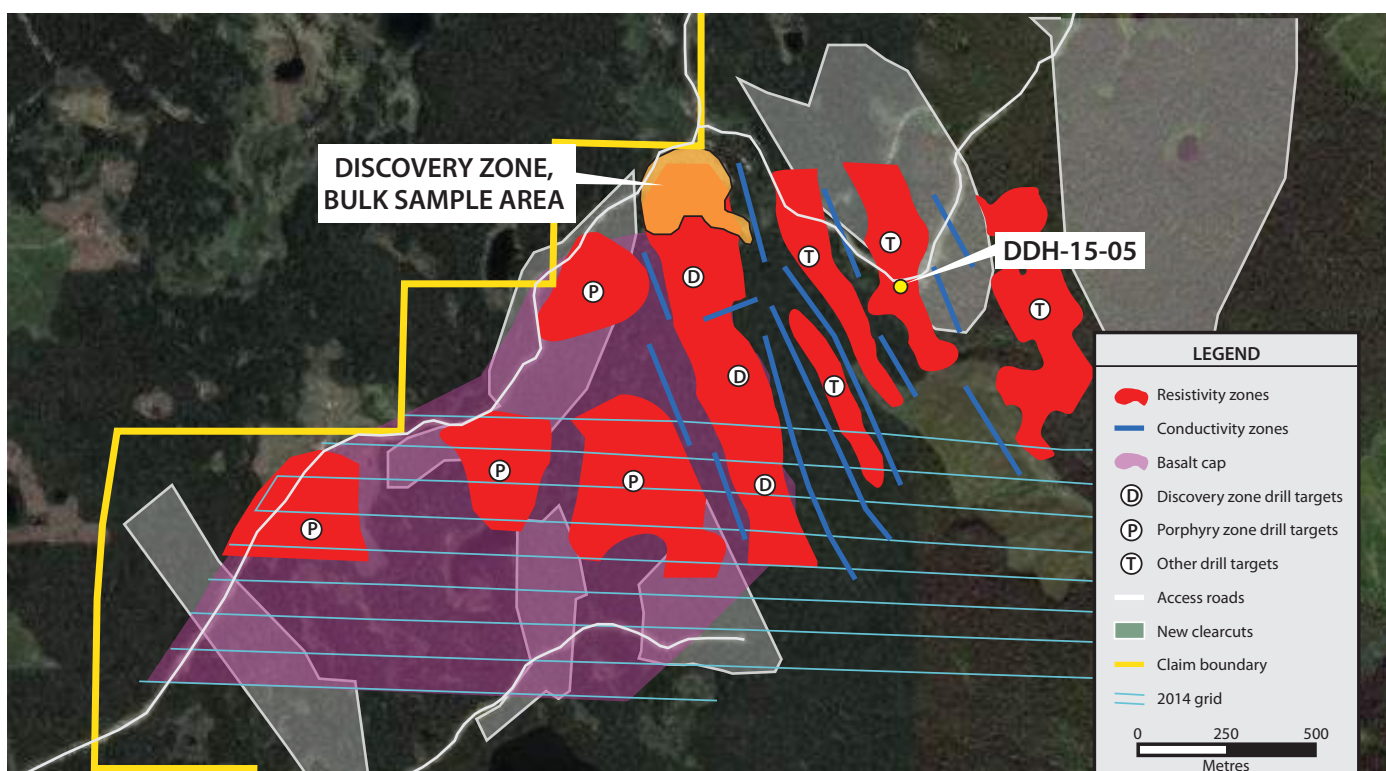 DISCOVERY ZONE,
BULK SAMPLE AREA
DDH-15-05
T
T
T
T
D
D
D
P
P
P
P
LEGEND
Resistivity zones
Conductivity zones
Basalt cap
D Discovery zone drill targets
P Porphyry zone drill targets
T Other drill targets
Access roads
New clearcuts
Claim boundary
2014 grid
0 250 500
Metres